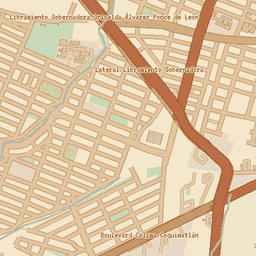 Libramiento Gobernadora Griselda Álvarez Ponce de León
Lateral Libramiento Gobernadora
Boulevard Colima-Coquimatlán